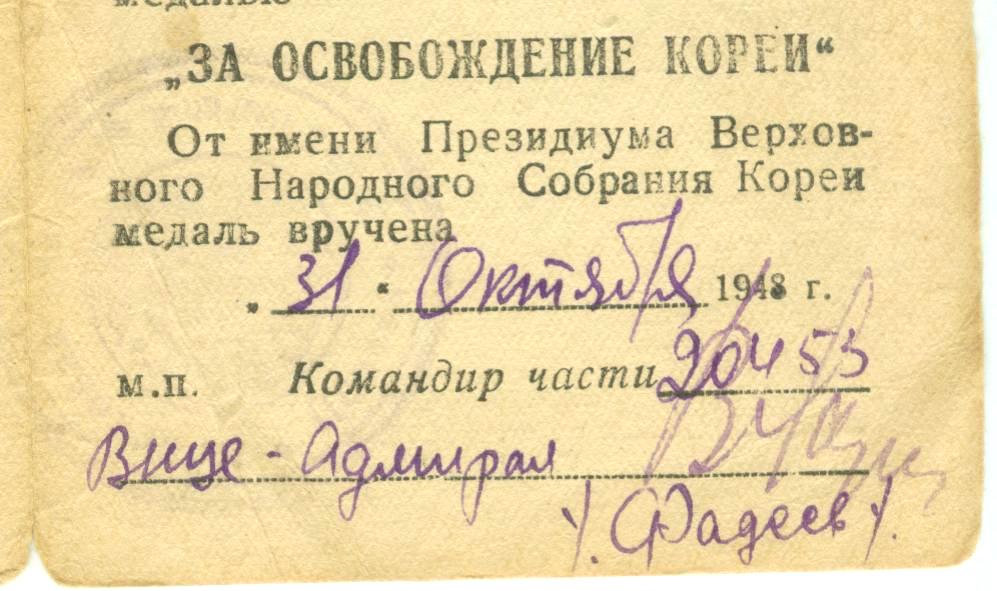 медалью
„ЗА ОСВОБОЖДЕНИЕ КОРЕИ“
От имени Президиума Верхов-
ного Народного Собрания Кореи
медаль вручена
„31“ Октября 1948 г.
м.п. Командир части 20453
Вице-Адмирал
/. Фадеев /.